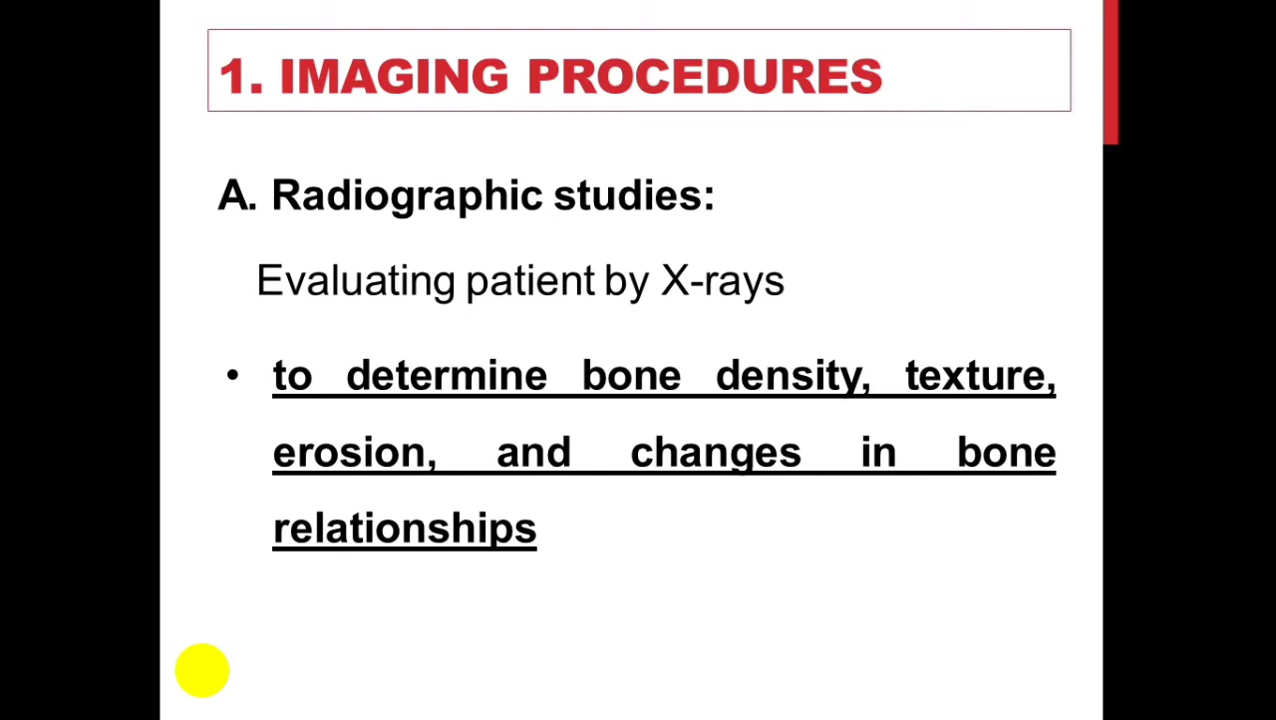 1. IMAGING PROCEDURES
A. Radiographic studies:
Evaluating patient by X-rays
• to determine bone density, texture,
erosion, and changes in bone
relationships